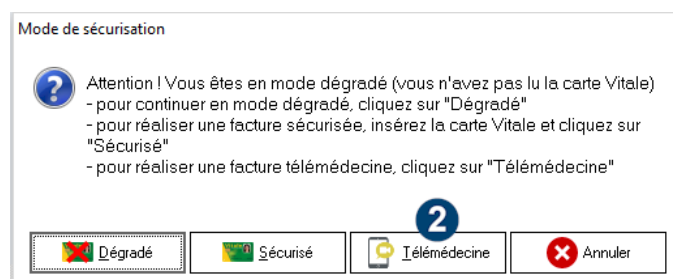 Mode de sécurisation
Attention ! Vous êtes en mode dégradé (vous n'avez pas lu la carte Vitale)
- pour continuer en mode dégradé, cliquez sur "Dégradé"
- pour réaliser une facture sécurisée, insérez la carte Vitale et cliquez sur
"Sécurisé"
- pour réaliser une facture télémédecine, cliquez sur "Télémédecine"
2
Dégradé Sécurisé Télémédecine Annuler